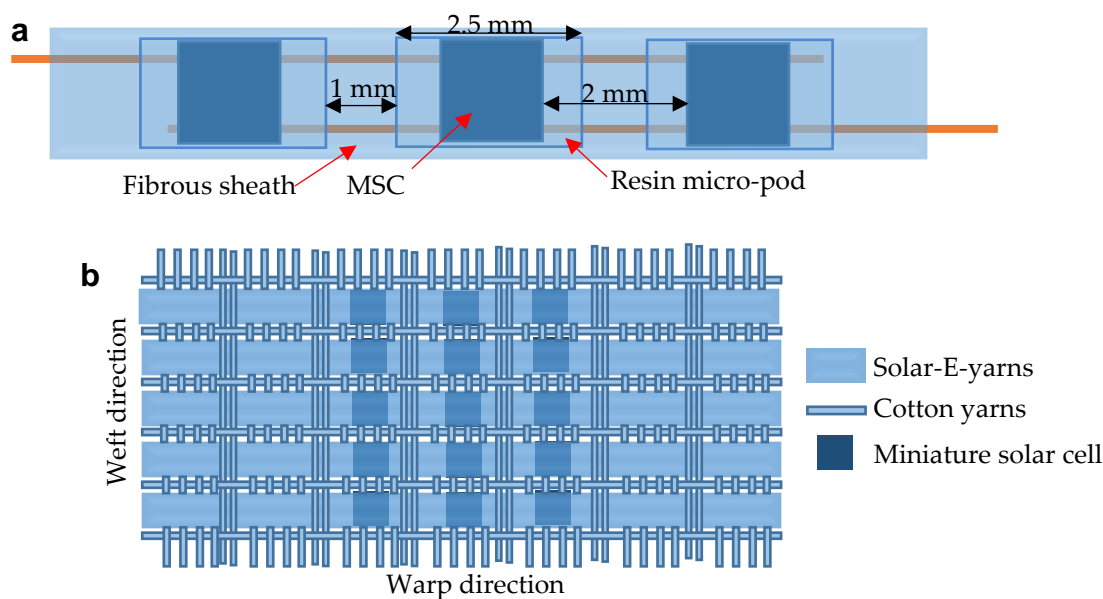 a
2.5 mm
1 mm
2 mm
Fibrous sheath
MSC
Resin micro-pod
b
Weft direction
Warp direction
Solar-E-yarns
Cotton yarns
Miniature solar cell